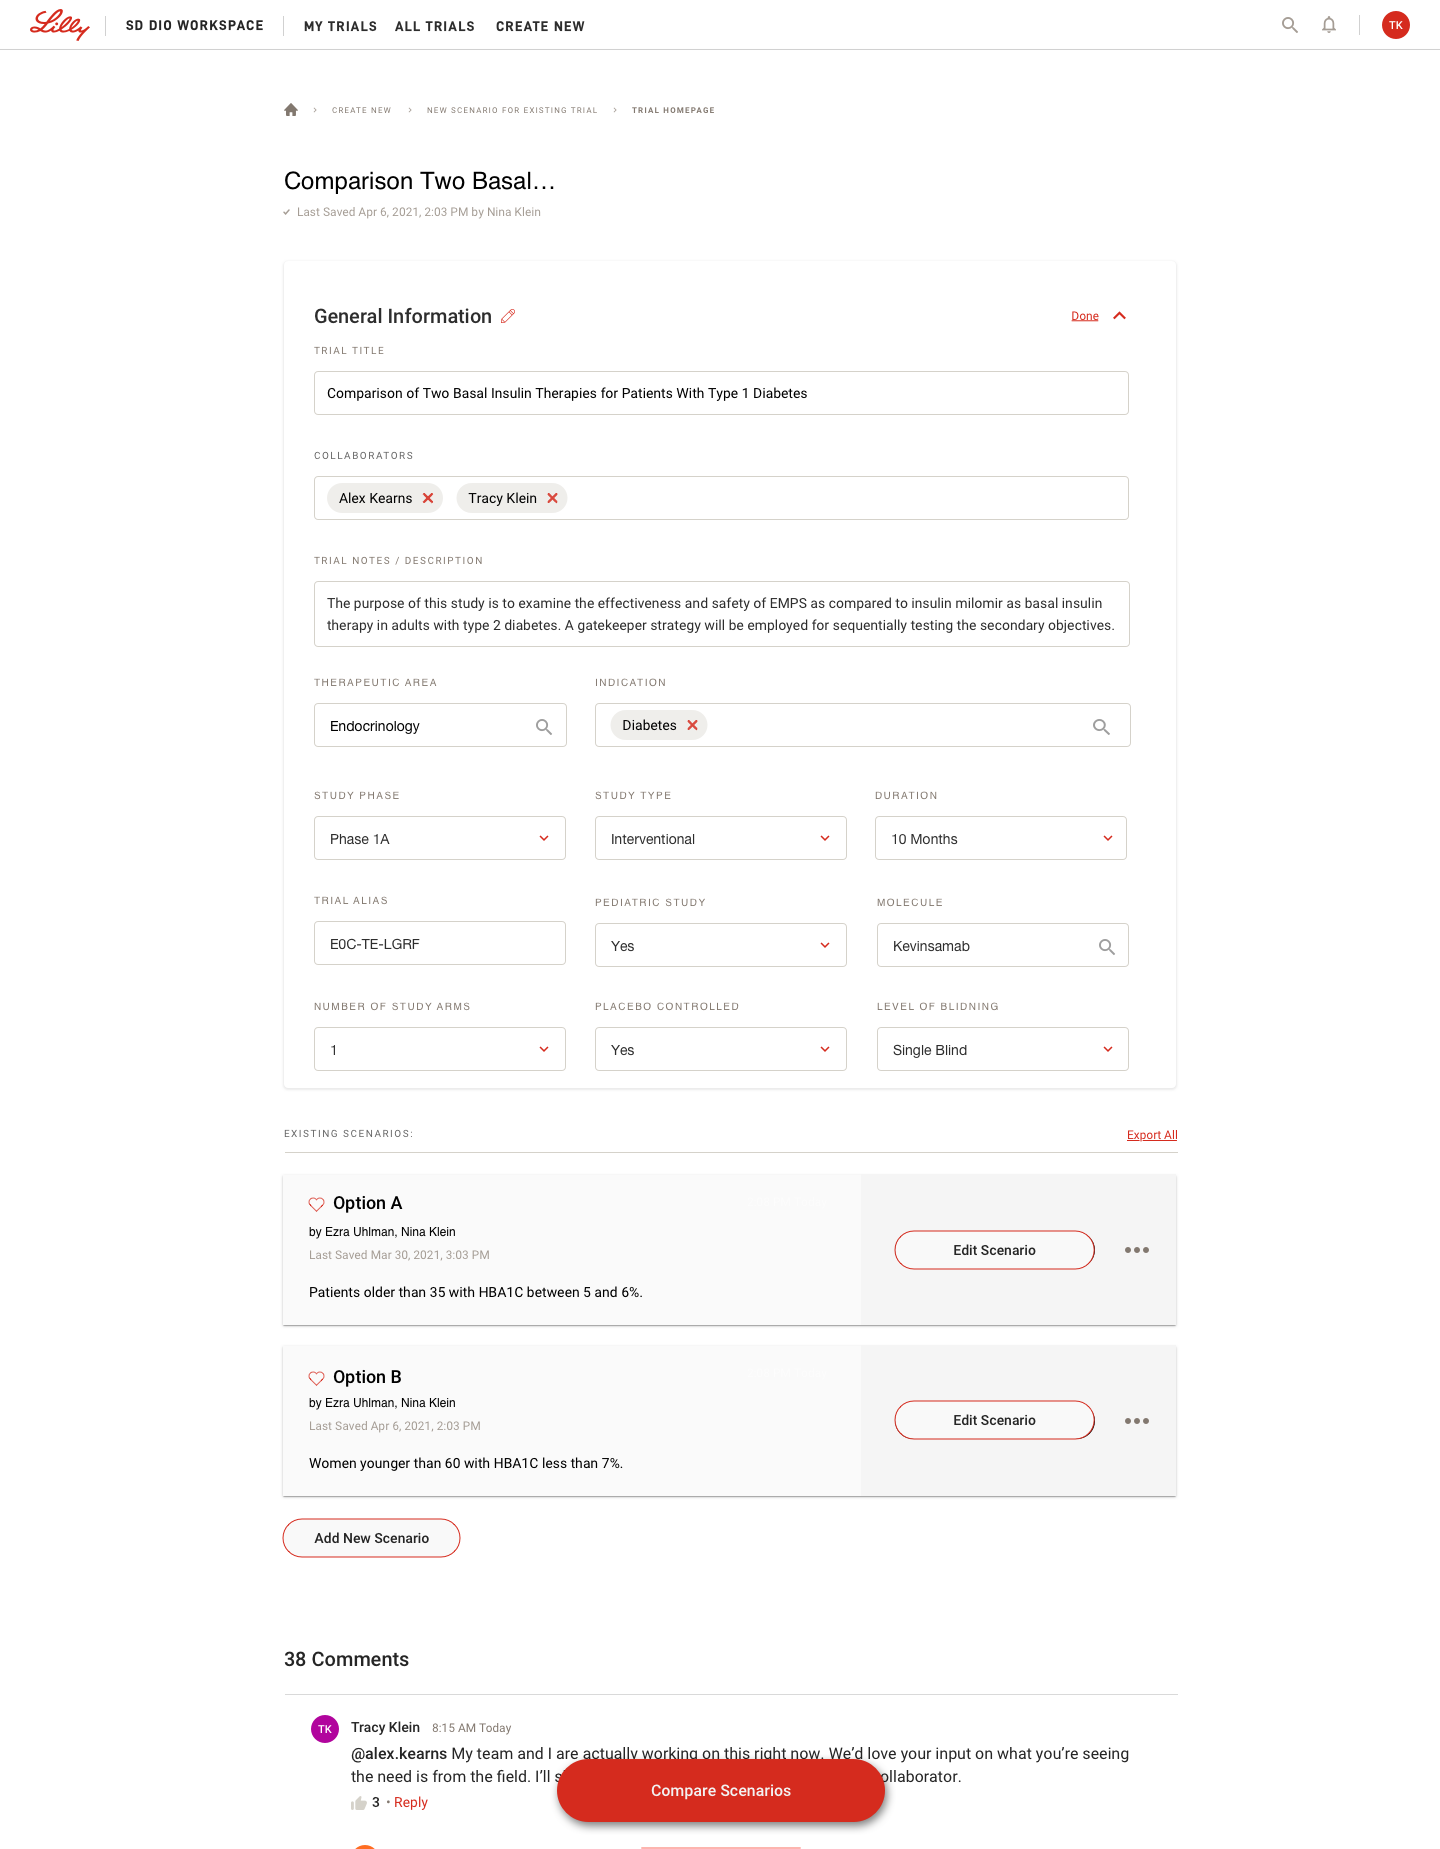 Lilly
SD DIO WORKSPACE
MY TRIALS
ALL TRIALS
CREATE NEW
TK
CREATE NEW
NEW SCENARIO FOR EXISTING TRIAL
TRIAL HOMEPAGE
Comparison Two Basal...
Last Saved Apr 6, 2021, 2:03 PM by Nina Klein
General Information
Done
TRIAL TITLE
Comparison of Two Basal Insulin Therapies for Patients With Type 1 Diabetes
COLLABORATORS
Alex Kearns
Tracy Klein
TRIAL NOTES / DESCRIPTION
The purpose of this study is to examine the effectiveness and safety of EMPS as compared to insulin milomir as basal insulin
therapy in adults with type 2 diabetes. A gatekeeper strategy will be employed for sequentially testing the secondary objectives.
THERAPEUTIC AREA
INDICATION
Endocrinology
Diabetes
STUDY PHASE
STUDY TYPE
DURATION
Phase 1A
Interventional
10 Months
TRIAL ALIAS
PEDIATRIC STUDY
MOLECULE
E0C-TE-LGRF
Yes
Kevinsamab
NUMBER OF STUDY ARMS
PLACEBO CONTROLLED
LEVEL OF BLIDNING
1
Yes
Single Blind
EXISTING SCENARIOS:
Export All
Option A
by Ezra Uhlman, Nina Klein
Last Saved Mar 30, 2021, 3:03 PM
Patients older than 35 with HBA1C between 5 and 6%.
Edit Scenario
Option B
by Ezra Uhlman, Nina Klein
Last Saved Apr 6, 2021, 2:03 PM
Women younger than 60 with HBA1C less than 7%.
Edit Scenario
Add New Scenario
38 Comments
TK
Tracy Klein
8:15 AM Today
@alex.kearns My team and I are actually working on this right now. We'd love your input on what you're seeing
the need is from the field. I'll s
ollaborator.
Compare Scenarios
3 • Reply